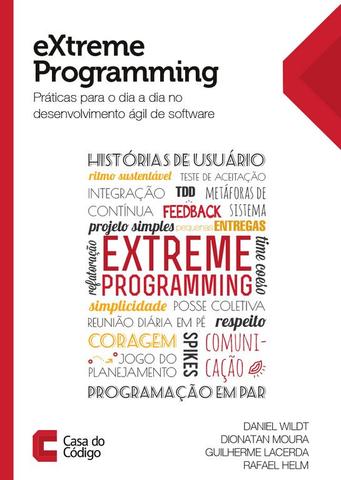 eXtreme
Programming
Práticas para o dia a dia no
desenvolvimento ágil de software
HISTÓRIAS DE USUÁRIO
ritmo sustentável TESTE DE ACEITAÇÃO
INTEGRAÇÃO TDD METÁFORAS DE
CONTÍNUA FEEDBACK SISTEMA
projeto simples pequenas ENTREGAS
refatoração
EXTREME
PROGRAMMING
time coeso
simplicidade POSSE COLETIVA
REUNIÃO DIÁRIA EM PÉ respeito
CORAGEM SPIKES COMUNI-
CAÇÃO
JOGO DO
PLANEJAMENTO
PROGRAMAÇÃO EM PAR
DANIEL WILDT
DIONATAN MOURA
GUILHERME LACERDA
RAFAEL HELM
Casa do
Código